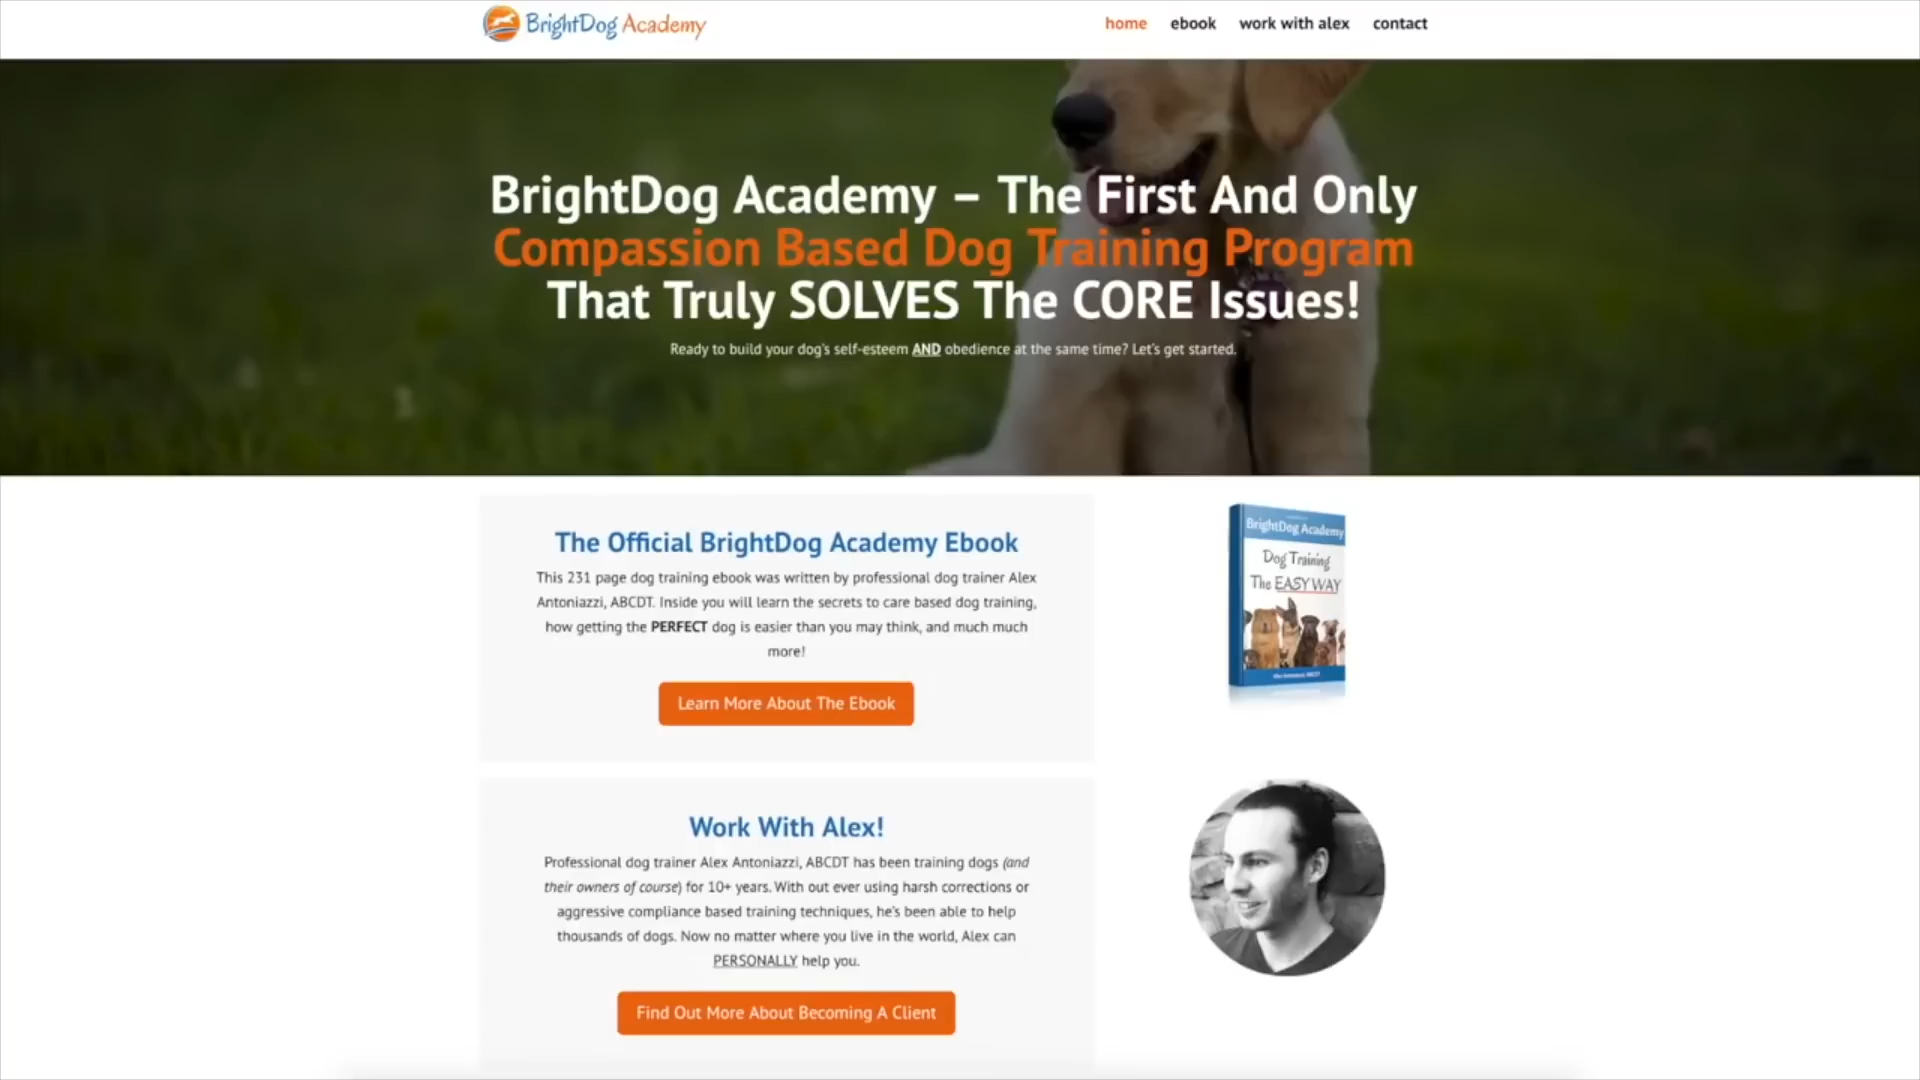 BrightDog Academy
home ebook work with alex contact
BrightDog Academy – The First And Only
Compassion Based Dog Training Program
That Truly SOLVES The CORE Issues!
Ready to build your dog's self-esteem AND obedience at the same time? Let's get started.
The Official BrightDog Academy Ebook
This 231 page dog training ebook was written by professional dog trainer Alex
Antoniazzi, ABCDT. Inside you will learn the secrets to care based dog training,
how getting the PERFECT dog is easier than you may think, and much much
more!
Learn More About The Ebook
BrightDog Academy
Dog Training
The EASY WAY
Alex Antoniazzi, ABCDT
Work With Alex!
Professional dog trainer Alex Antoniazzi, ABCDT has been training dogs (and
their owners of course) for 10+ years. With out ever using harsh corrections or
aggressive compliance based training techniques, he's been able to help
thousands of dogs. Now no matter where you live in the world, Alex can
PERSONALLY help you.
Find Out More About Becoming A Client